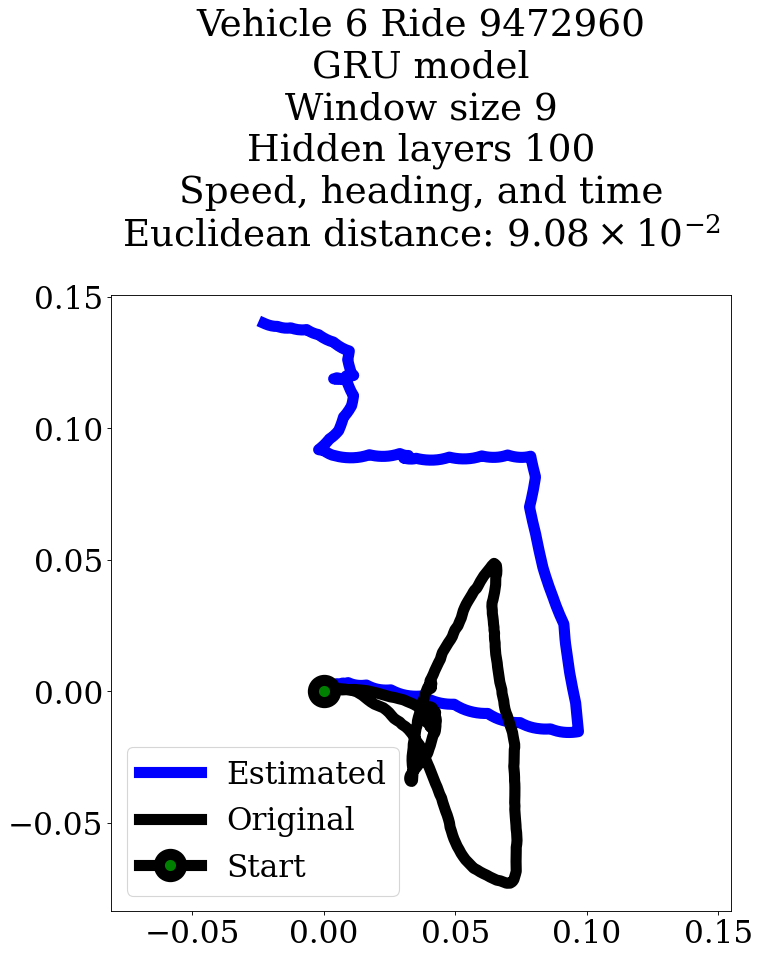 Vehicle 6 Ride 9472960
GRU model
Window size 9
Hidden layers 100
Speed, heading, and time
Euclidean distance: 9.08 × 10⁻²
0.15
0.10
0.05
0.00
−0.05
Estimated
Original
Start
−0.05 0.00 0.05 0.10 0.15